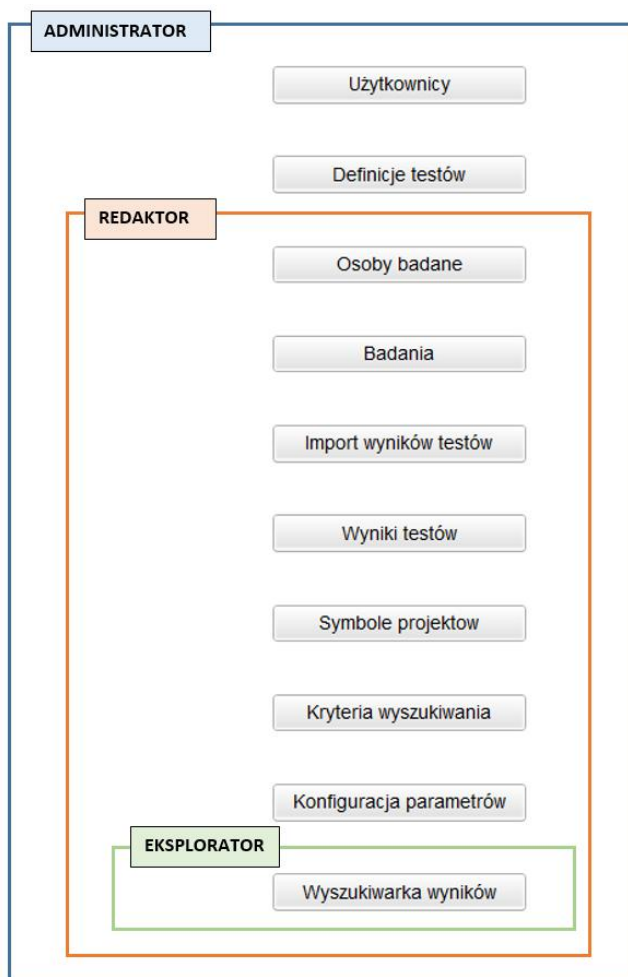 ADMINISTRATOR
Użytkownicy
Definicje testów
REDAKTOR
Osoby badane
Badania
Import wyników testów
Wyniki testów
Symbole projektow
Kryteria wyszukiwania
Konfiguracja parametrów
EKSPLORATOR
Wyszukiwarka wyników